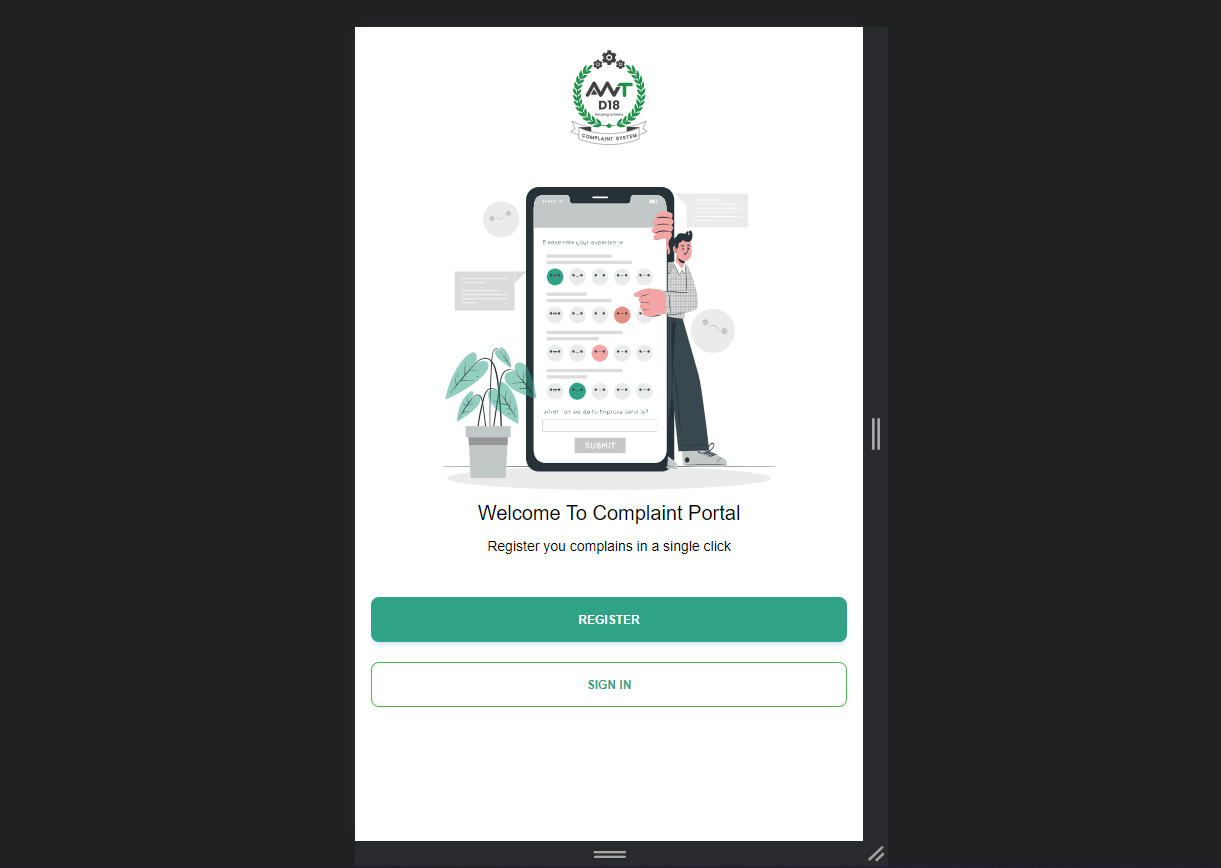 AWT
D18
Housing Scheme
COMPLAINT SYSTEM
Please rate your experience
What can we do to improve service?
SUBMIT
Welcome To Complaint Portal
Register you complains in a single click
REGISTER
SIGN IN